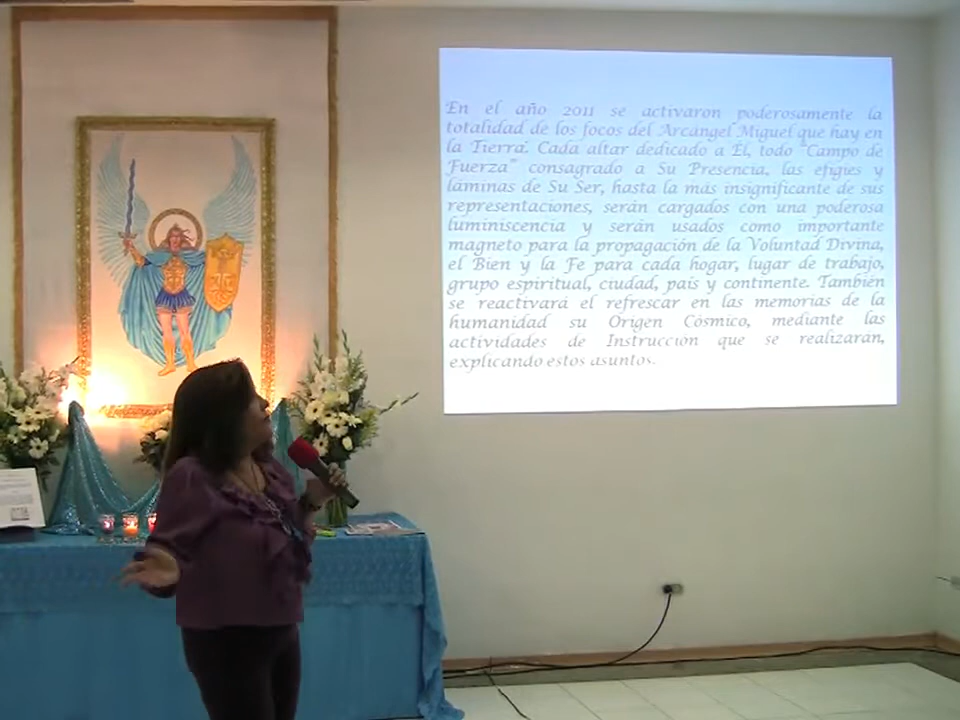 En el año 2011 se activaron poderosamente la
totalidad de los focos del Arcángel Miguel que hay en
la Tierra. Cada altar dedicado a Él, todo "Campo de
Fuerza" consagrado a Su Presencia, las efigies y
láminas de Su Ser, hasta la más insignificante de sus
representaciones, serán cargados con una poderosa
luminiscencia y serán usados como importante
magneto para la propagación de la Voluntad Divina,
el Bien y la Fe para cada hogar, lugar de trabajo,
grupo espiritual, ciudad, país y continente. También
se reactivará el refrescar en las memorias de la
humanidad su Origen Cósmico, mediante las
actividades de Instrucción que se realizarán,
explicando estos asuntos.